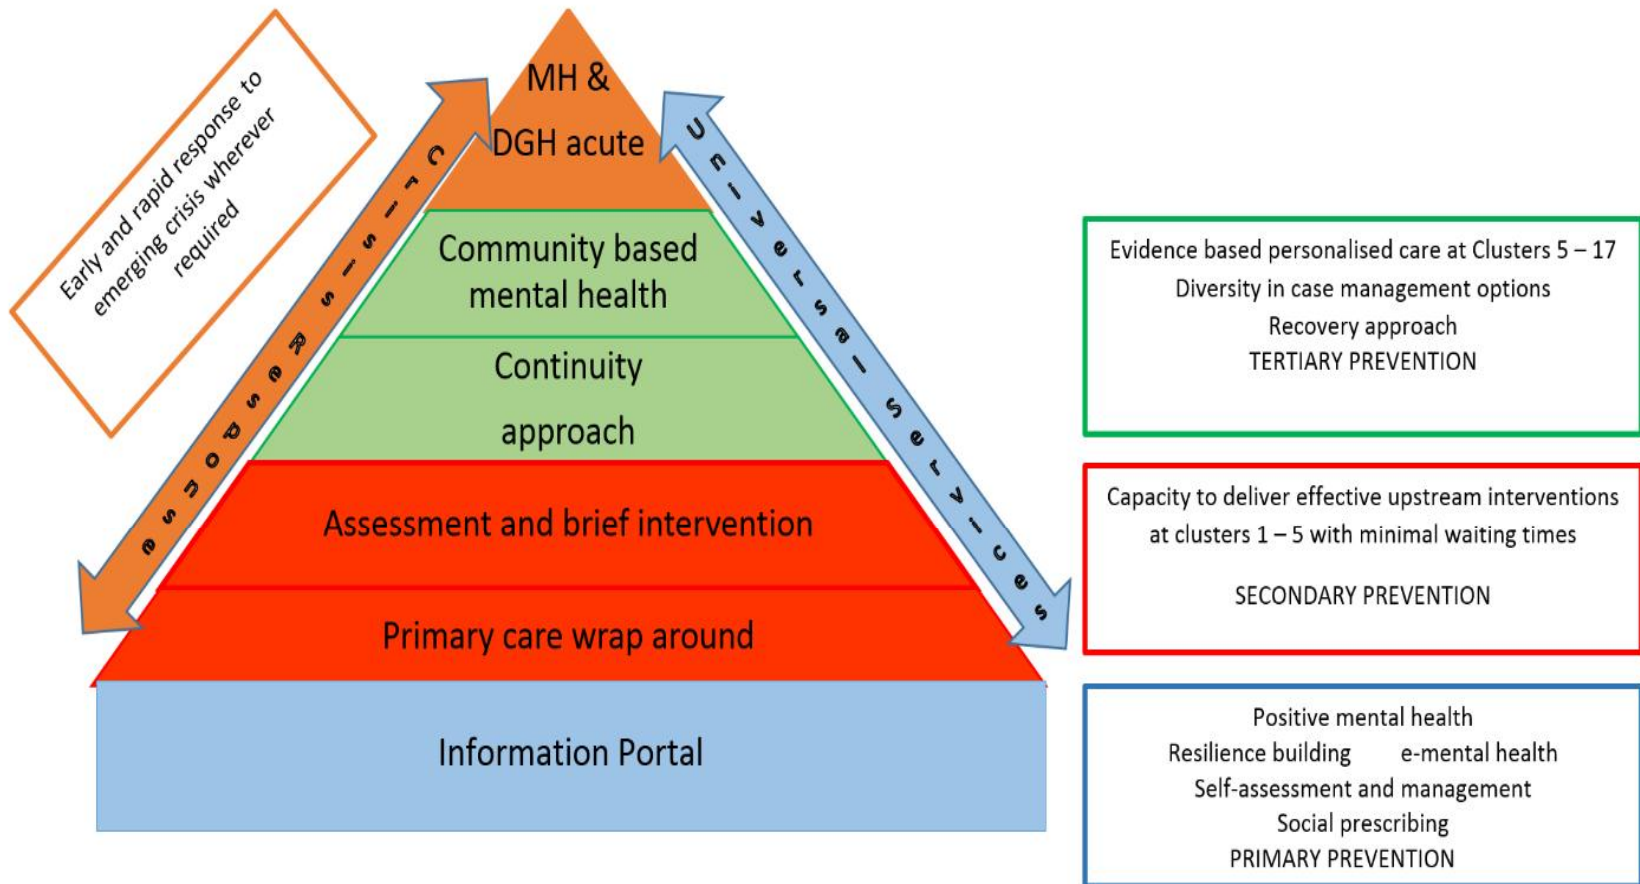 Early and rapid response to
emerging crisis wherever
required
Crisis Response
MH &
DGH acute
Universal Services
Community based
mental health
Continuity
approach
Assessment and brief intervention
Primary care wrap around
Information Portal
Evidence based personalised care at Clusters 5 – 17
Diversity in case management options
Recovery approach
TERTIARY PREVENTION
Capacity to deliver effective upstream interventions
at clusters 1 – 5 with minimal waiting times
SECONDARY PREVENTION
Positive mental health
Resilience building e-mental health
Self-assessment and management
Social prescribing
PRIMARY PREVENTION